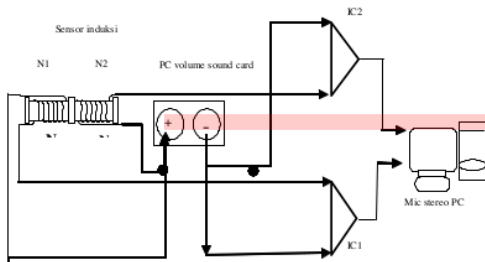 IC2
Sensor induksi
N1 N2
PC volume sound card
+ -
Mic stereo PC
IC1